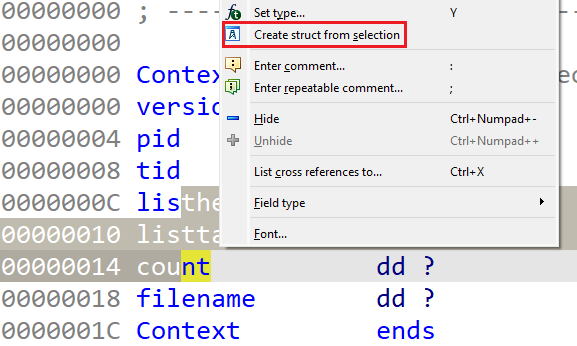 00000000 ; ----
00000000
00000000 Contex
00000000 versio
00000004 pid
00000008 tid
0000000C listhe
00000010 listta
00000014 count dd ?
00000018 filename dd ?
0000001C Context ends
Set type... Y
Create struct from selection
Enter comment... :
Enter repeatable comment... ;
Hide Ctrl+Numpad+-
Unhide Ctrl+Numpad++
List cross references to... Ctrl+X
Field type
Font...